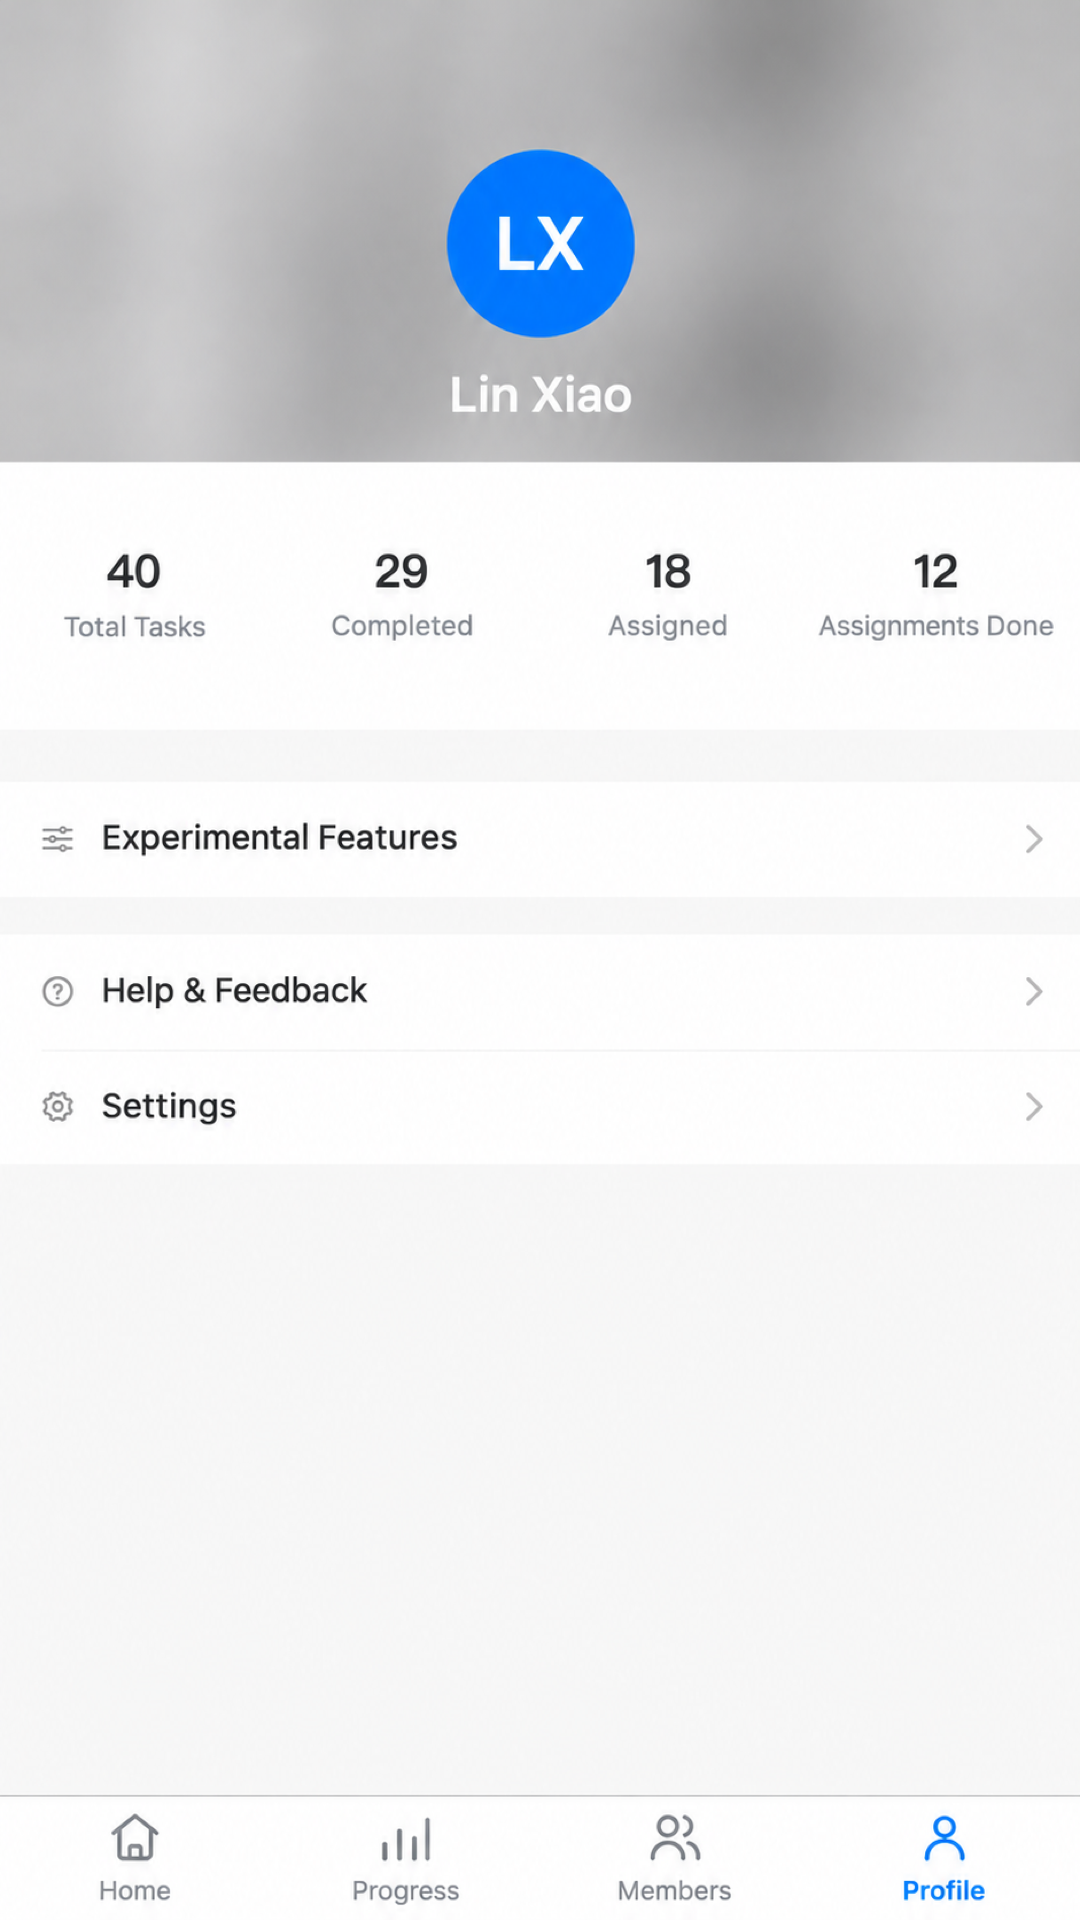 LX
Lin Xiao
40
Total Tasks
29
Completed
18
Assigned
12
Assignments Done
Experimental Features
Help & Feedback
Settings
Home
Progress
Members
Profile